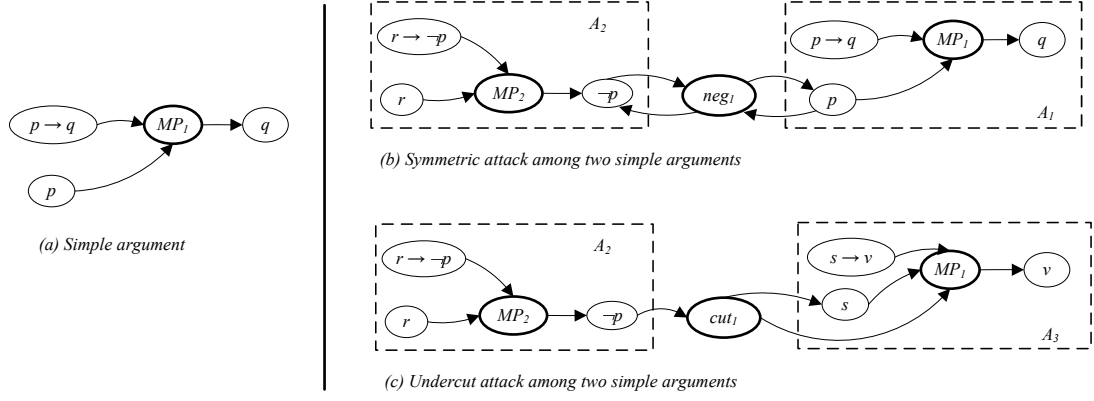 p → q
MP₁
q
p
(a) Simple argument
A₂
r → ¬p
r
MP₂
¬p
neg₁
p → q
MP₁
q
p
A₁
(b) Symmetric attack among two simple arguments
A₂
r → ¬p
r
MP₂
¬p
cut₁
s → v
MP₁
v
s
A₃
(c) Undercut attack among two simple arguments